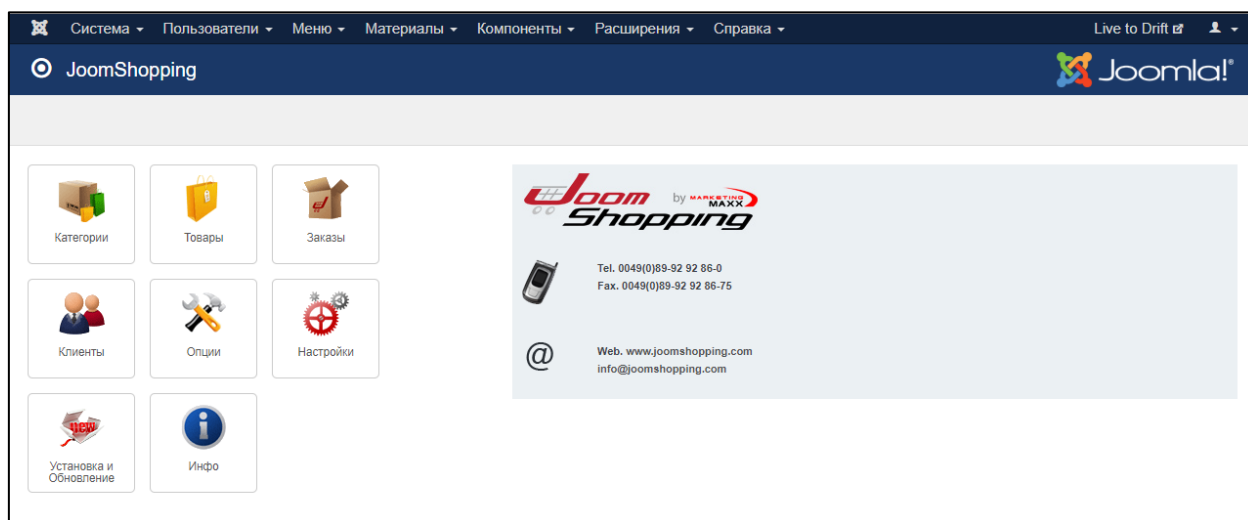 Система Пользователи Меню Материалы Компоненты Расширения Справка Live to Drift
JoomShopping Joomla!®
Категории Товары Заказы
Клиенты Опции Настройки
new
Установка и
Обновление
Инфо
Joom by MARKETING MAXX
Shopping
Tel. 0049(0)89-92 92 86-0
Fax. 0049(0)89-92 92 86-75
@
Web. www.joomshopping.com
info@joomshopping.com